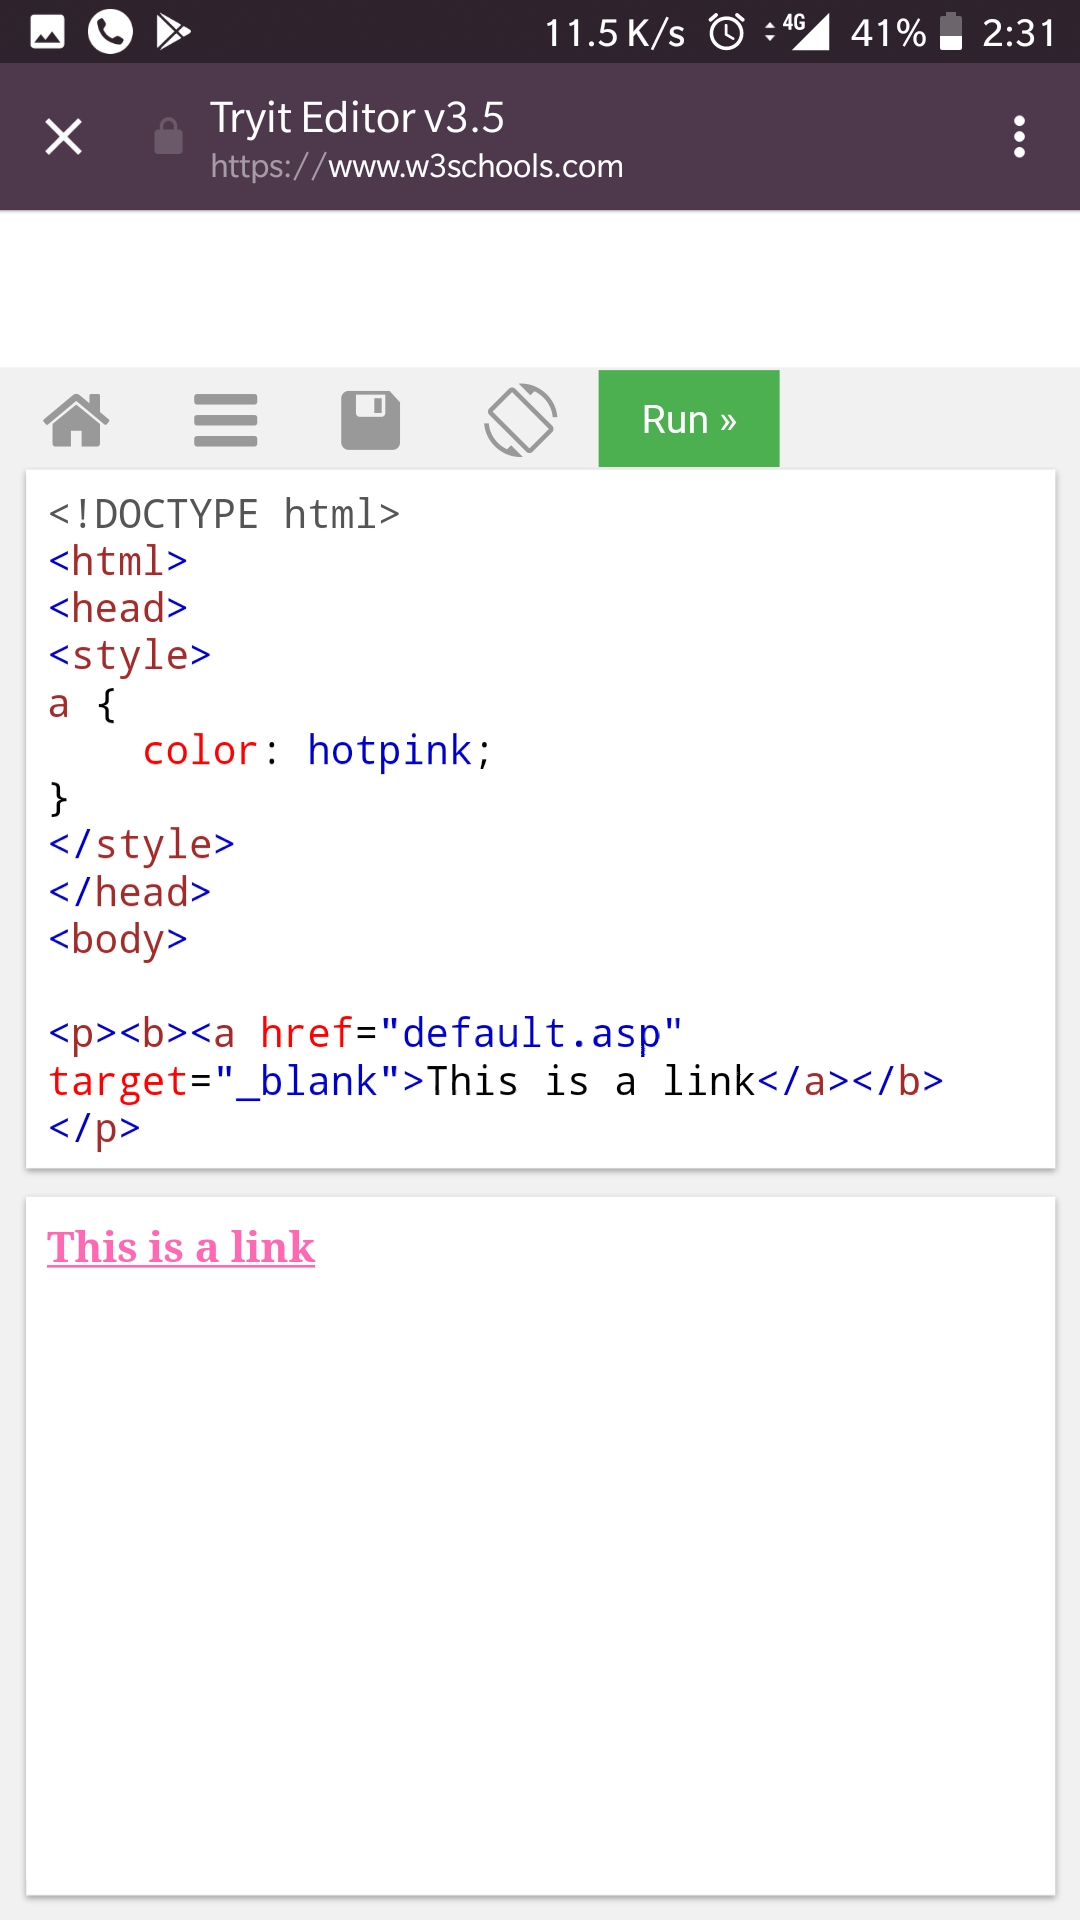 11.5 K/s 4G 41% 2:31
Tryit Editor v3.5
https://www.w3schools.com
Run »
<!DOCTYPE html>
<html>
<head>
<style>
a {
    color: hotpink;
}
</style>
</head>
<body>

<p><b><a href="default.asp"
target="_blank">This is a link</a></b>
</p>
This is a link